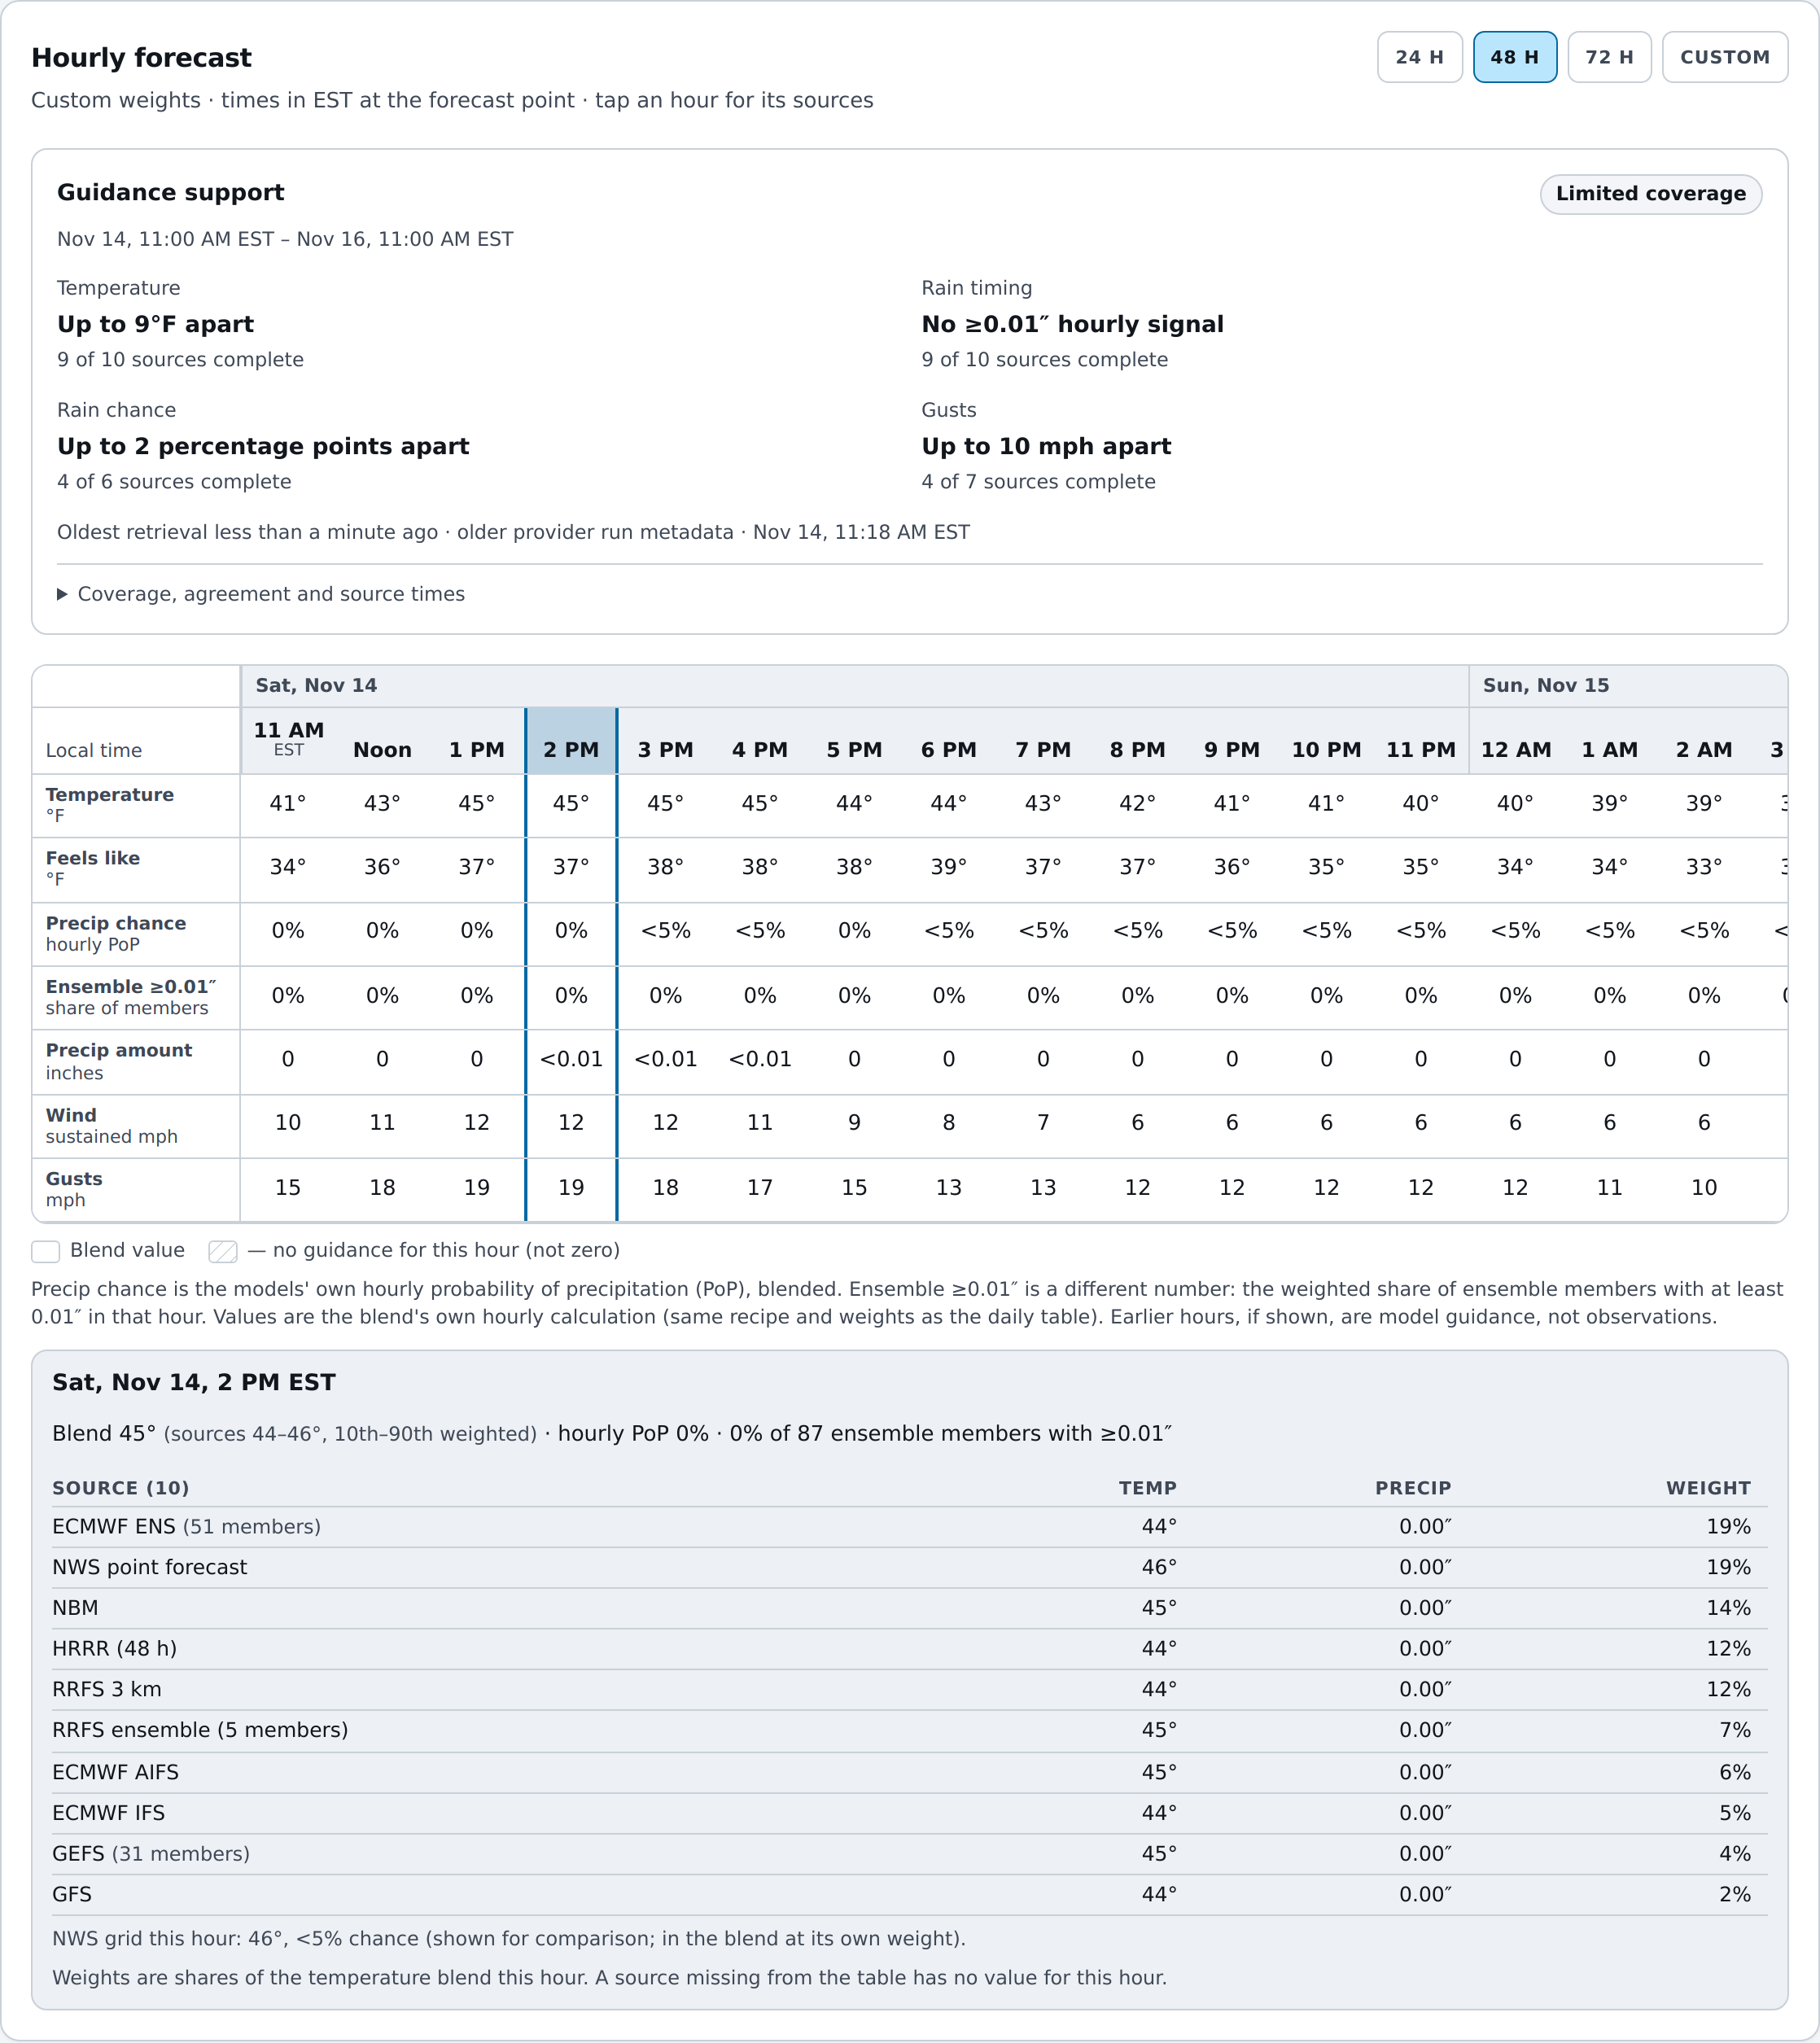 Hourly forecast
24 H 48 H 72 H CUSTOM
Custom weights · times in EST at the forecast point · tap an hour for its sources
Guidance support
Limited coverage
Nov 14, 11:00 AM EST – Nov 16, 11:00 AM EST
Temperature
Up to 9°F apart
9 of 10 sources complete
Rain timing
No ≥0.01″ hourly signal
9 of 10 sources complete
Rain chance
Up to 2 percentage points apart
4 of 6 sources complete
Gusts
Up to 10 mph apart
4 of 7 sources complete
Oldest retrieval less than a minute ago · older provider run metadata · Nov 14, 11:18 AM EST
▶ Coverage, agreement and source times
Sat, Nov 14 Sun, Nov 15
Local time 11 AM EST Noon 1 PM 2 PM 3 PM 4 PM 5 PM 6 PM 7 PM 8 PM 9 PM 10 PM 11 PM 12 AM 1 AM 2 AM 3
Temperature °F 41° 43° 45° 45° 45° 45° 44° 44° 43° 42° 41° 41° 40° 40° 39° 39°
Feels like °F 34° 36° 37° 37° 38° 38° 38° 39° 37° 37° 36° 35° 35° 34° 34° 33°
Precip chance hourly PoP 0% 0% 0% 0% <5% <5% 0% <5% <5% <5% <5% <5% <5% <5% <5% <5% <
Ensemble ≥0.01″ share of members 0% 0% 0% 0% 0% 0% 0% 0% 0% 0% 0% 0% 0% 0% 0% 0%
Precip amount inches 0 0 0 <0.01 <0.01 <0.01 0 0 0 0 0 0 0 0 0 0
Wind sustained mph 10 11 12 12 12 11 9 8 7 6 6 6 6 6 6 6
Gusts mph 15 18 19 19 18 17 15 13 13 12 12 12 12 12 11 10
Blend value — no guidance for this hour (not zero)
Precip chance is the models' own hourly probability of precipitation (PoP), blended. Ensemble ≥0.01″ is a different number: the weighted share of ensemble members with at least
0.01″ in that hour. Values are the blend's own hourly calculation (same recipe and weights as the daily table). Earlier hours, if shown, are model guidance, not observations.
Sat, Nov 14, 2 PM EST
Blend 45° (sources 44–46°, 10th–90th weighted) · hourly PoP 0% · 0% of 87 ensemble members with ≥0.01″
SOURCE (10) TEMP PRECIP WEIGHT
ECMWF ENS (51 members) 44° 0.00″ 19%
NWS point forecast 46° 0.00″ 19%
NBM 45° 0.00″ 14%
HRRR (48 h) 44° 0.00″ 12%
RRFS 3 km 44° 0.00″ 12%
RRFS ensemble (5 members) 45° 0.00″ 7%
ECMWF AIFS 45° 0.00″ 6%
ECMWF IFS 44° 0.00″ 5%
GEFS (31 members) 45° 0.00″ 4%
GFS 44° 0.00″ 2%
NWS grid this hour: 46°, <5% chance (shown for comparison; in the blend at its own weight).
Weights are shares of the temperature blend this hour. A source missing from the table has no value for this hour.